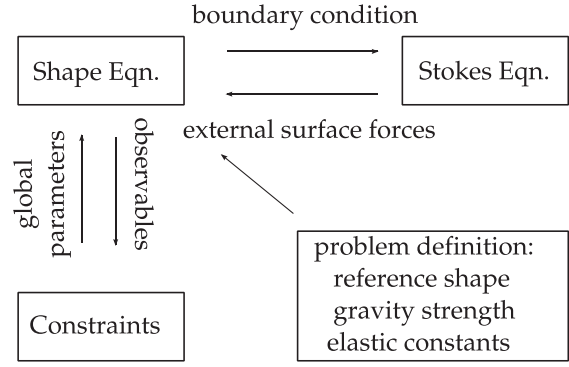 boundary condition
Shape Eqn.
Stokes Eqn.
external surface forces
global
parameters
observables
problem definition:
reference shape
gravity strength
elastic constants
Constraints